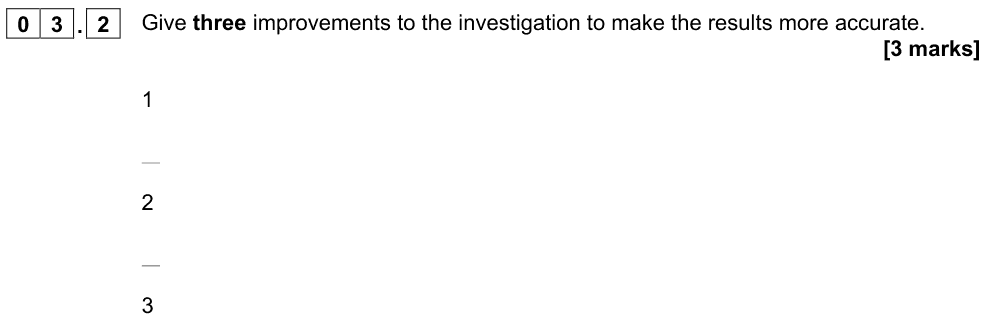 0 3 . 2 Give three improvements to the investigation to make the results more accurate.
[3 marks]
1
2
3